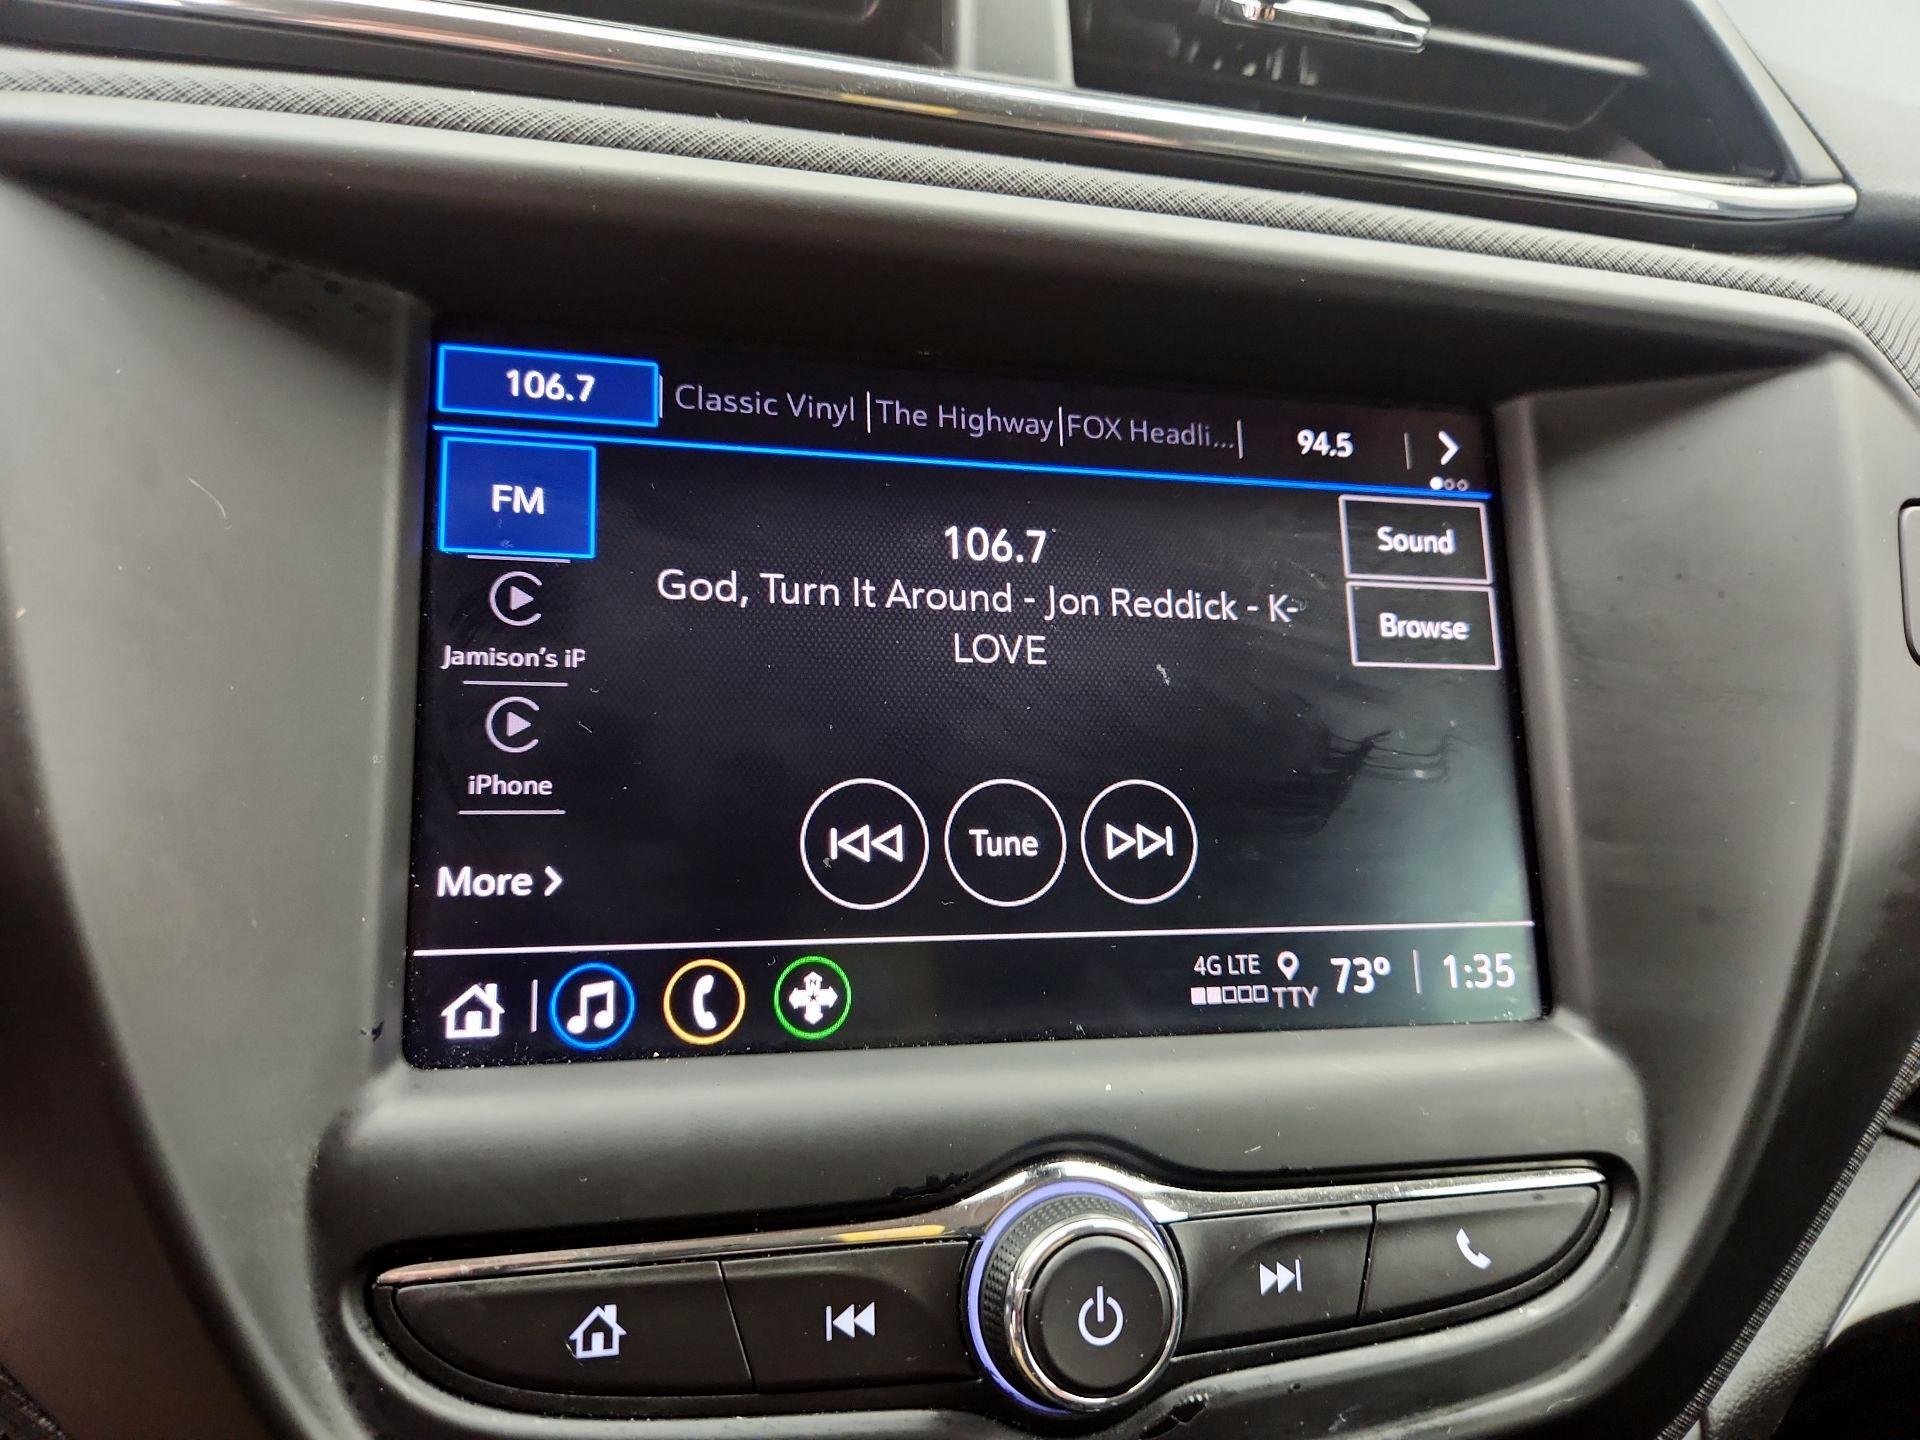 106.7
Classic Vinyl
The Highway
FOX Headli...
94.5
FM
Jamison's iP
iPhone
More
106.7
God, Turn It Around - Jon Reddick - K-
LOVE
Sound
Browse
Tune
4G LTE
TTY
73°
1:35